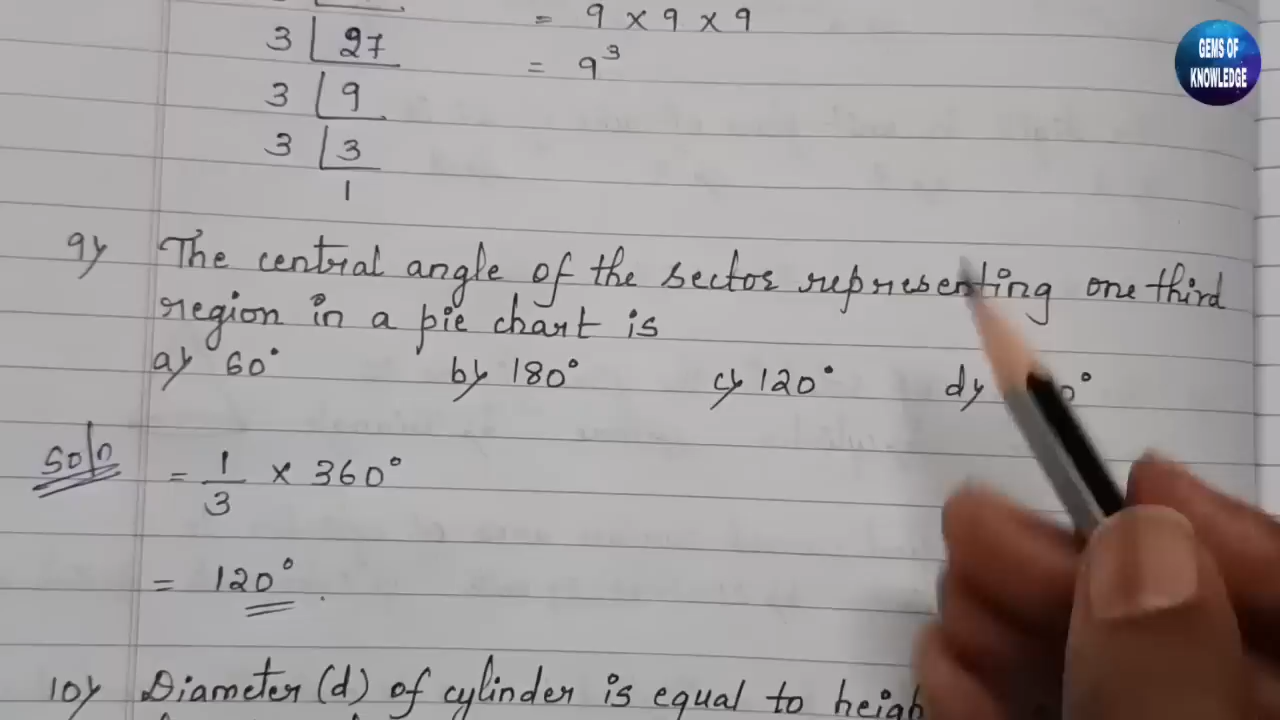 = 9 × 9 × 9
3 | 27
= 9³
3 | 9
3 | 3
1
GEMS OF
KNOWLEDGE
9) The central angle of the sector representing one third
region in a pie chart is
a) 60° b) 180° c) 120° d) 0°
Soln
= 1/3 × 360°
= 120°
10) Diameter (d) of cylinder is equal to